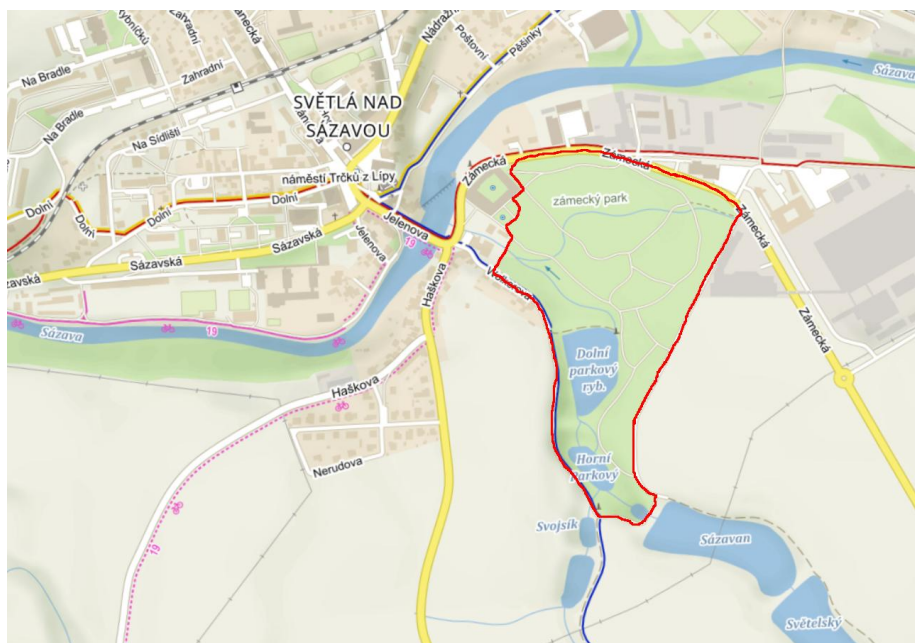 Na Bradle
Zahradní
Zahradní
Nádražní
Poštovní
Pěšinky
Sázava
SVĚTLÁ NAD
SÁZAVOU
Na Bradle
Na Sídlišti
náměstí Trčků z Lípy
Zámecká
Zámecká
zámecký park
Dolní
Dolní
Dolní
Dolní
Jelenova
19
Zámecká
Sázavská
Sázavská
Jelenova
Wolkerova
Haškova
Zámecká
Sázava
19
Dolní
parkový
ryb.
Haškova
Nerudova
Horní
Parkový
Svojsík
Sázavan
19
Světelský